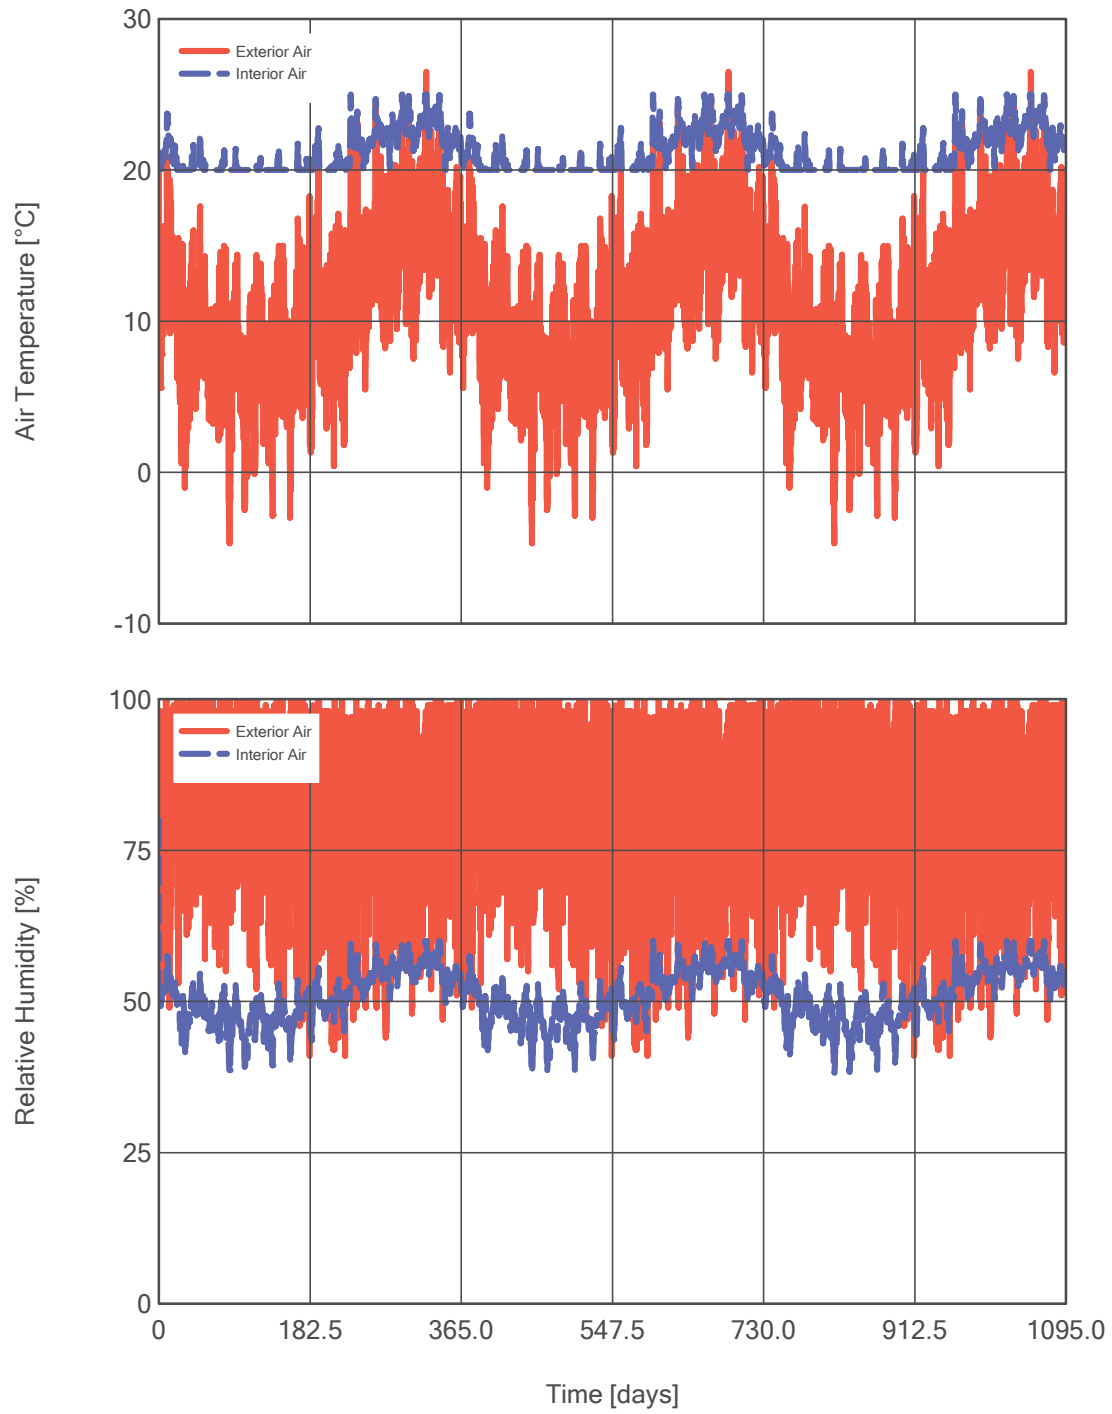 30
Exterior Air
Interior Air
20
10
0
-10
Air Temperature [°C]
100
Exterior Air
Interior Air
75
50
25
0
Relative Humidity [%]
0 182.5 365.0 547.5 730.0 912.5 1095.0
Time [days]